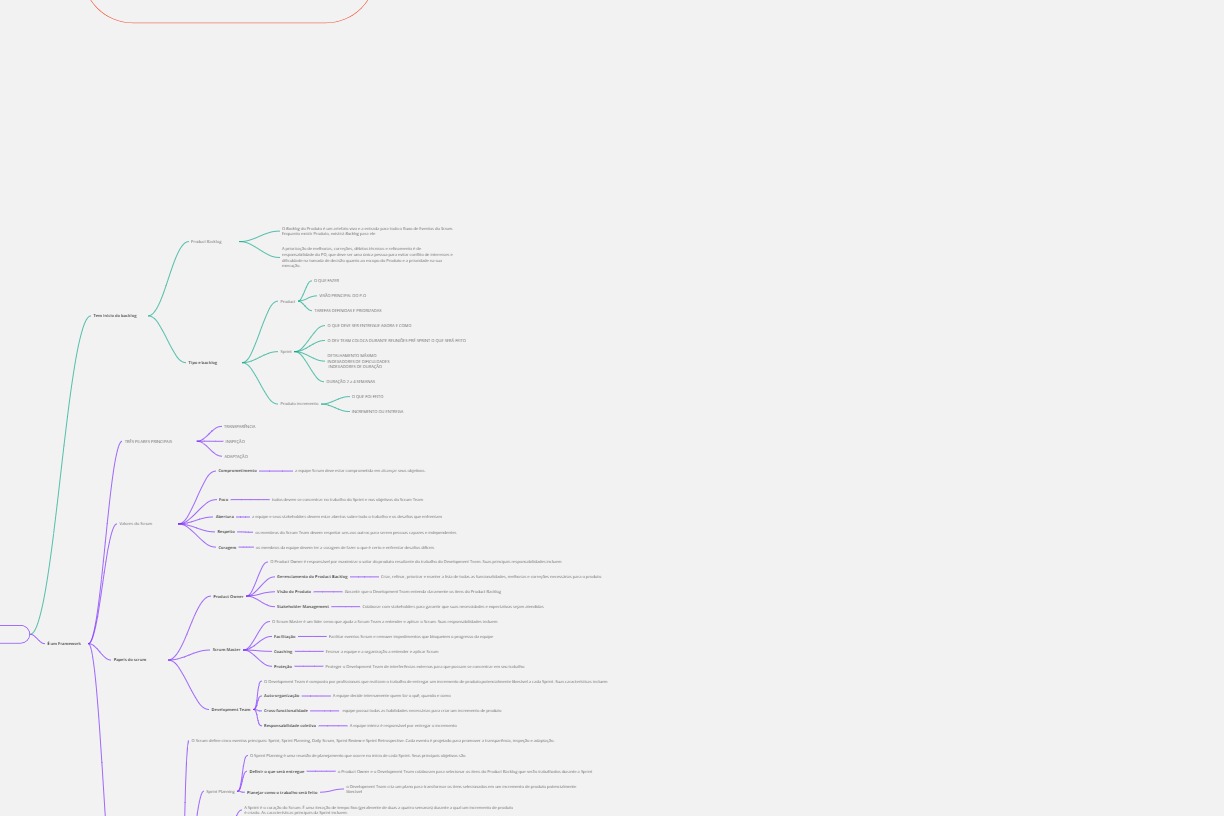 O Backlog do Produto é um artefato vivo e a entrada para todo o fluxo de eventos do Scrum.
Enquanto existir Produto, existirá Backlog para ele
Product Backlog
A priorização de melhorias, correções, débitos técnicos e refinamento é de
responsabilidade do PO, que deve ser uma única pessoa para evitar conflito de interesses e
dificuldade na tomada de decisão quanto ao escopo do Produto e a prioridade na sua
execução.
O QUE FAZER
VISÃO PRINCIPAL DO P.O
Product
TAREFAS DEFINIDAS E PRIORIZADAS
Tem início do backlog
O QUE DEVE SER ENTREGUE AGORA E COMO
O DEV TEAM COLOCA DURANTE REUNIÕES PRÉ SPRINT O QUE SERÁ FEITO
Sprint
DETALHAMENTO MÁXIMO
INDEXADORES DE DIFICULDADES
INDEXADORES DE DURAÇÃO
Tipo e backlog
DURAÇÃO 2 a 4 SEMANAS
O QUE FOI FEITO
Produto incremento
INCREMENTO OU ENTREGA
TRANSPARÊNCIA
TRÊS PILARES PRINCIPAIS
INSPEÇÃO
ADAPTAÇÃO
Comprometimento
a equipe Scrum deve estar comprometida em alcançar seus objetivos.
Foco
todos devem se concentrar no trabalho da Sprint e nos objetivos do Scrum Team
Abertura
a equipe e seus stakeholders devem estar abertos sobre todo o trabalho e os desafios que enfrentam
Valores do Scrum
Respeito
os membros do Scrum Team devem respeitar uns aos outros para serem pessoas capazes e independentes
Coragem
os membros da equipe devem ter a coragem de fazer o que é certo e enfrentar desafios difíceis
O Product Owner é responsável por maximizar o valor do produto resultante do trabalho do Development Team. Suas principais responsabilidades incluem
Gerenciamento do Product Backlog
Criar, refinar, priorizar e manter a lista de todas as funcionalidades, melhorias e correções necessárias para o produto
Visão do Produto
Garantir que o Development Team entenda claramente os itens do Product Backlog
Product Owner
Stakeholder Management
Colaborar com stakeholders para garantir que suas necessidades e expectativas sejam atendidas
O Scrum Master é um líder servo que ajuda o Scrum Team a entender e aplicar o Scrum. Suas responsabilidades incluem
Facilitação
Facilitar eventos Scrum e remover impedimentos que bloqueiem o progresso da equipe
É um Framework
Scrum Master
Coaching
Treinar a equipe e a organização a entender e aplicar Scrum
Papéis do scrum
Proteção
Proteger o Development Team de interferências externas para que possam se concentrar em seu trabalho
O Development Team é composto por profissionais que realizam o trabalho de entregar um incremento de produto potencialmente liberável a cada Sprint. Suas características incluem
Auto-organização
A equipe decide internamente quem faz o quê, quando e como
Development Team
Cross-funcionalidade
equipe possui todas as habilidades necessárias para criar um incremento de produto
Responsabilidade coletiva
A equipe inteira é responsável por entregar o incremento
O Scrum define cinco eventos principais: Sprint, Sprint Planning, Daily Scrum, Sprint Review e Sprint Retrospective. Cada evento é projetado para promover a transparência, inspeção e adaptação.
O Sprint Planning é uma reunião de planejamento que ocorre no início de cada Sprint. Seus principais objetivos são
Definir o que será entregue
o Product Owner e o Development Team colaboram para selecionar os itens do Product Backlog que serão trabalhados durante a Sprint
Sprint Planning
Planejar como o trabalho será feito
o Development Team cria um plano para transformar os itens selecionados em um incremento de produto potencialmente
liberável
A Sprint é o coração do Scrum. É uma iteração de tempo fixo (geralmente de duas a quatro semanas) durante a qual um incremento de produto
é criado. As características principais da Sprint incluem